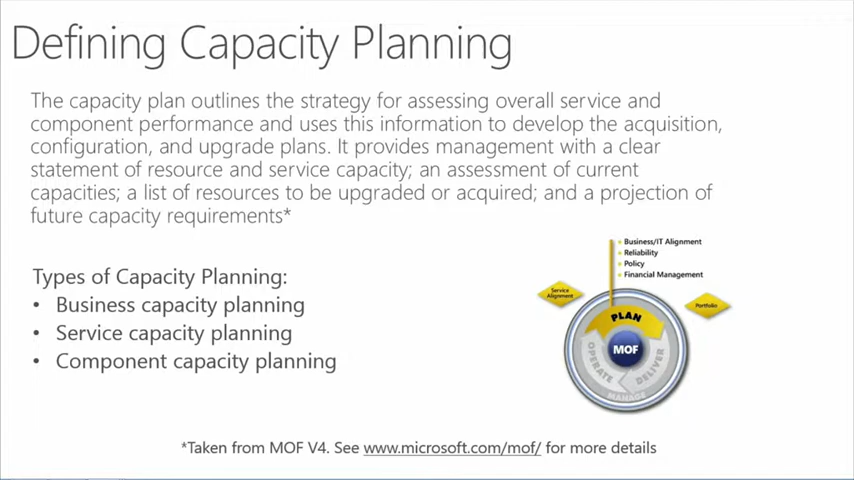 Defining Capacity Planning
The capacity plan outlines the strategy for assessing overall service and
component performance and uses this information to develop the acquisition,
configuration, and upgrade plans. It provides management with a clear
statement of resource and service capacity; an assessment of current
capacities; a list of resources to be upgraded or acquired; and a projection of
future capacity requirements*
Types of Capacity Planning:
• Business capacity planning
• Service capacity planning
• Component capacity planning
Business/IT Alignment
Reliability
Policy
Financial Management
Service
Alignment
Portfolio
PLAN
MOF
OPERATE
DELIVER
MANAGE
*Taken from MOF V4. See www.microsoft.com/mof/ for more details